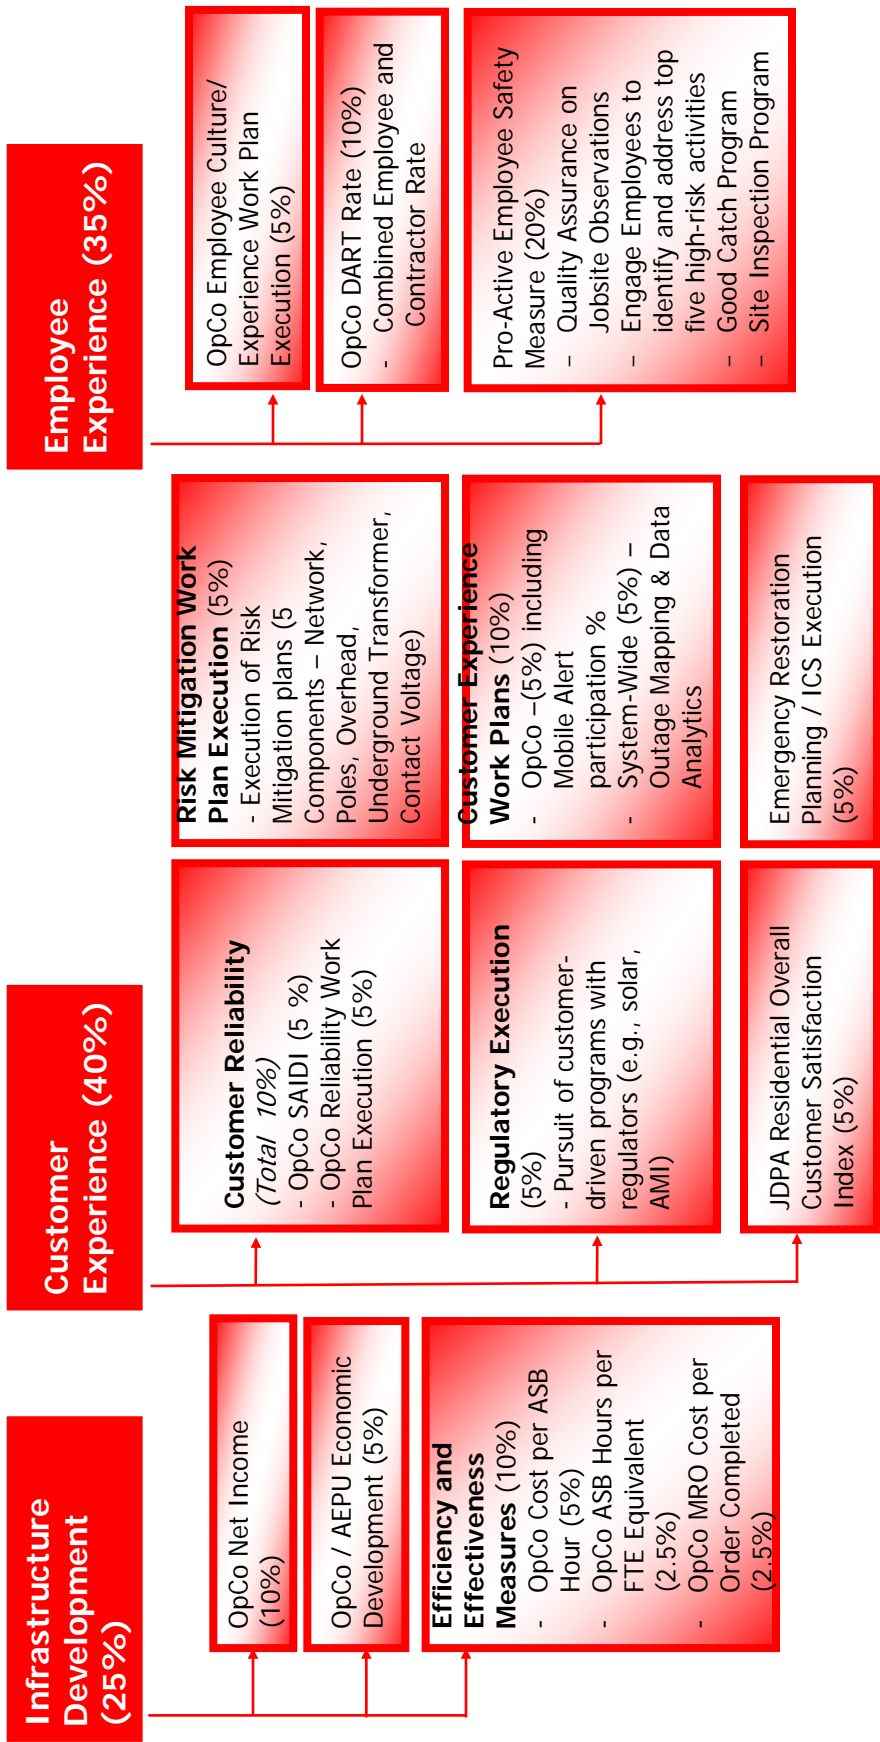 Infrastructure
Development
(25%)
OpCo Net Income
(10%)
OpCo / AEPU Economic
Development (5%)
Efficiency and
Effectiveness
Measures (10%)
- OpCo Cost per ASB
Hour (5%)
- OpCo ASB Hours per
FTE Equivalent
(2.5%)
- OpCo MRO Cost per
Order Completed
(2.5%)
Customer
Experience (40%)
Customer Reliability
(Total 10%)
- OpCo SAIDI (5 %)
- OpCo Reliability Work
Plan Execution (5%)
Regulatory Execution
(5%)
- Pursuit of customer-
driven programs with
regulators (e.g., solar,
AMI)
JDPA Residential Overall
Customer Satisfaction
Index (5%)
Risk Mitigation Work
Plan Execution (5%)
- Execution of Risk
Mitigation plans (5
Components – Network,
Poles, Overhead,
Underground Transformer,
Contact Voltage)
Customer Experience
Work Plans (10%)
- OpCo –(5%) including
Mobile Alert
participation %
- System-Wide (5%) –
Outage Mapping & Data
Analytics
Emergency Restoration
Planning / ICS Execution
(5%)
Employee
Experience (35%)
OpCo Employee Culture/
Experience Work Plan
Execution (5%)
OpCo DART Rate (10%)
- Combined Employee and
Contractor Rate
Pro-Active Employee Safety
Measure (20%)
– Quality Assurance on
Jobsite Observations
– Engage Employees to
identify and address top
five high-risk activities
– Good Catch Program
– Site Inspection Program